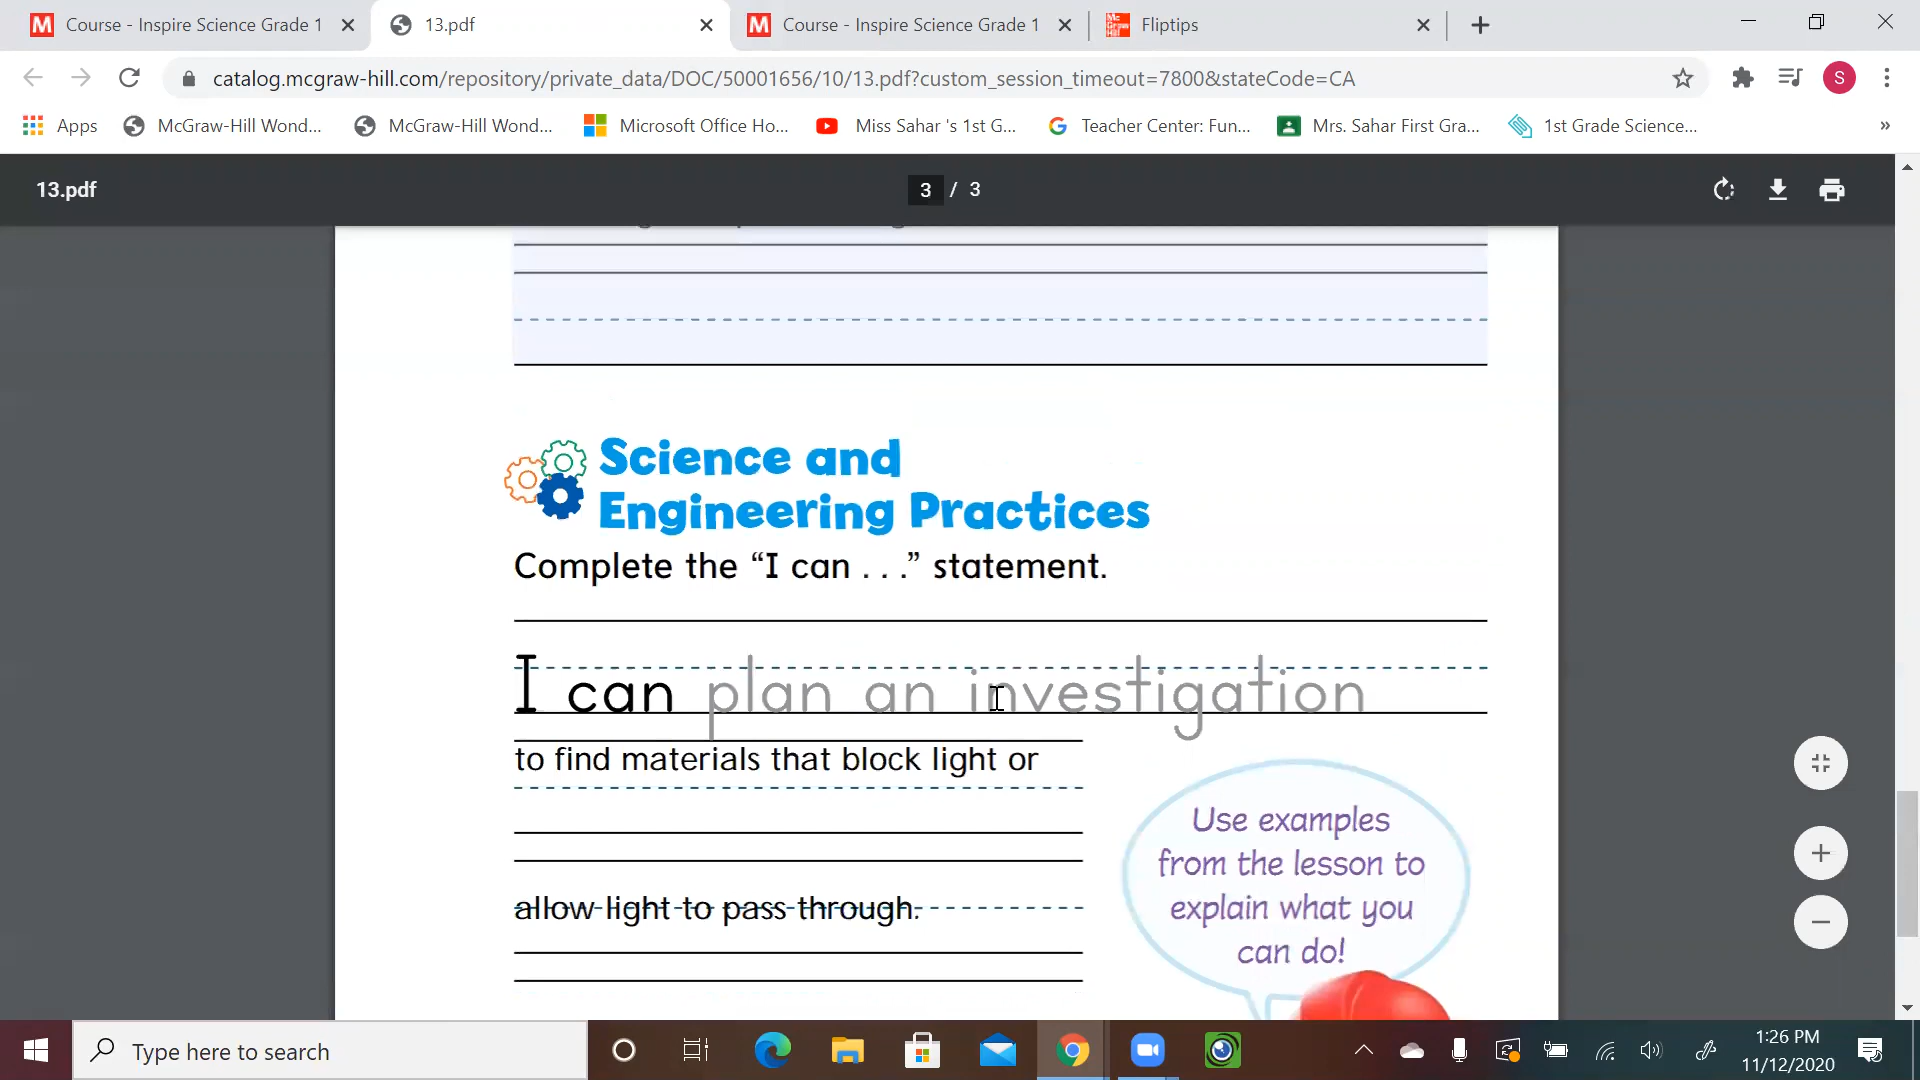 Course - Inspire Science Grade 1
13.pdf
Course - Inspire Science Grade 1
Fliptips
catalog.mcgraw-hill.com/repository/private_data/DOC/50001656/10/13.pdf?custom_session_timeout=7800&stateCode=CA
S
Apps
McGraw-Hill Wond...
McGraw-Hill Wond...
Microsoft Office Ho...
Miss Sahar 's 1st G...
Teacher Center: Fun...
Mrs. Sahar First Gra...
1st Grade Science...
»
13.pdf
3 / 3
Science and
Engineering Practices
Complete the “I can . . .” statement.
I can plan an investigation
to find materials that block light or
allow light to pass through.
Use examples
from the lesson to
explain what you
can do!
Type here to search
1:26 PM
11/12/2020